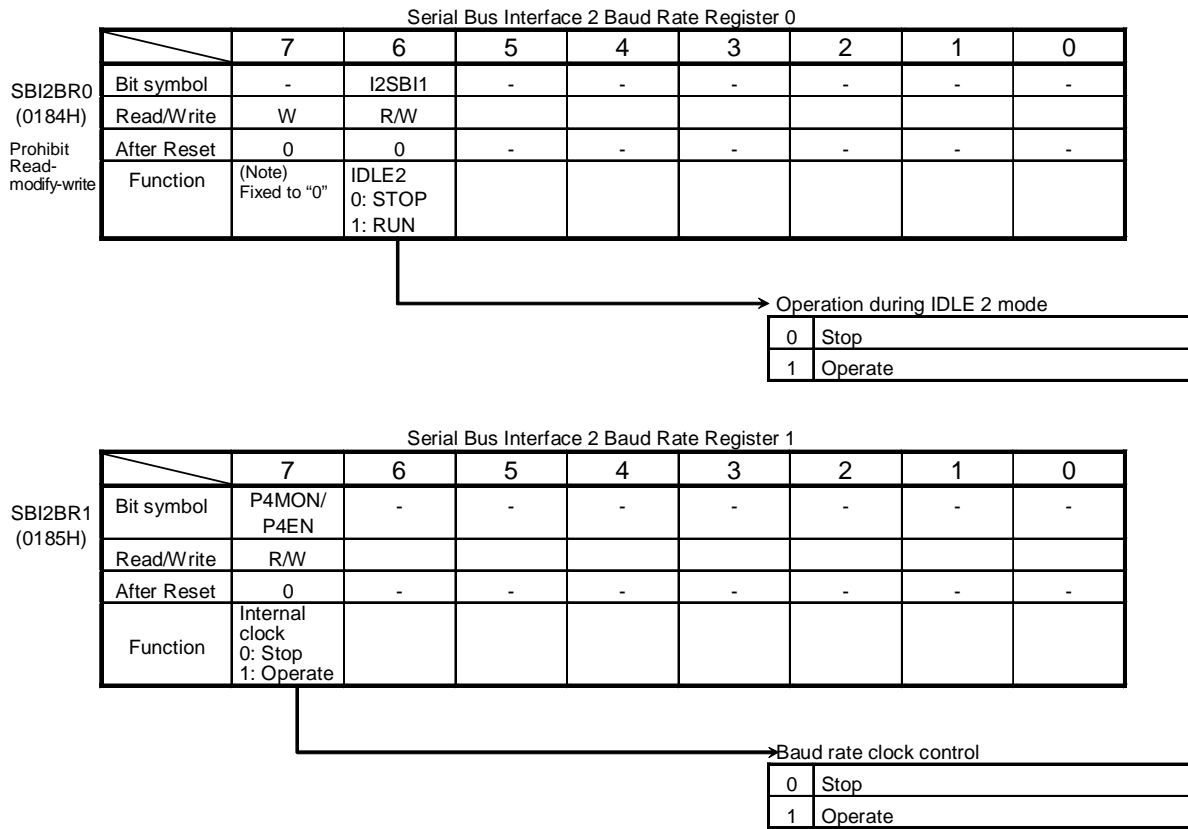 Serial Bus Interface 2 Baud Rate Register 0
7 6 5 4 3 2 1 0
SBI2BR0
(0184H)
Prohibit
Read-
modify-write
Bit symbol - I2SBI1 - - - - - -
Read/Write W R/W
After Reset 0 0 - - - - - -
Function (Note)
Fixed to “0”
IDLE2
0: STOP
1: RUN
Operation during IDLE 2 mode
0 Stop
1 Operate
Serial Bus Interface 2 Baud Rate Register 1
7 6 5 4 3 2 1 0
SBI2BR1
(0185H)
Bit symbol P4MON/
P4EN
- - - - - - -
Read/Write R/W
After Reset 0 - - - - - - -
Function Internal
clock
0: Stop
1: Operate
Baud rate clock control
0 Stop
1 Operate